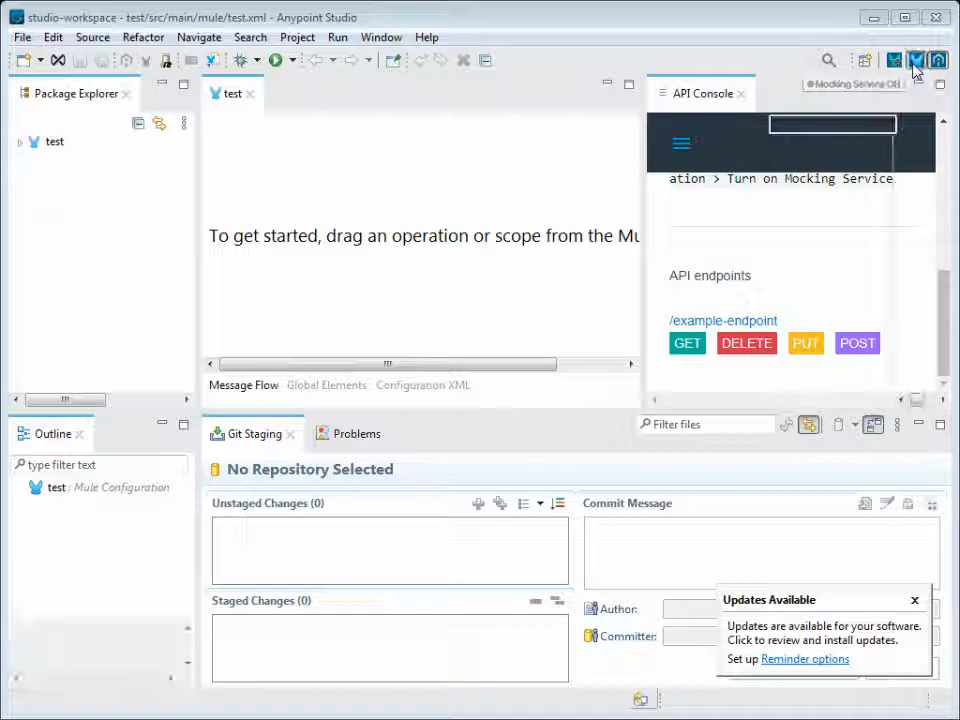 studio-workspace - test/src/main/mule/test.xml - Anypoint Studio
File Edit Source Refactor Navigate Search Project Run Window Help
Package Explorer
test
test
To get started, drag an operation or scope from the Mu
Message Flow Global Elements Configuration XML
API Console
ation > Turn on Mocking Service
API endpoints
/example-endpoint
GET DELETE PUT POST
Outline
type filter text
test : Mule Configuration
Git Staging Problems
Filter files
No Repository Selected
Unstaged Changes (0)
Staged Changes (0)
Commit Message
Author:
Committer:
Updates Available
Updates are available for your software.
Click to review and install updates.
Set up Reminder options